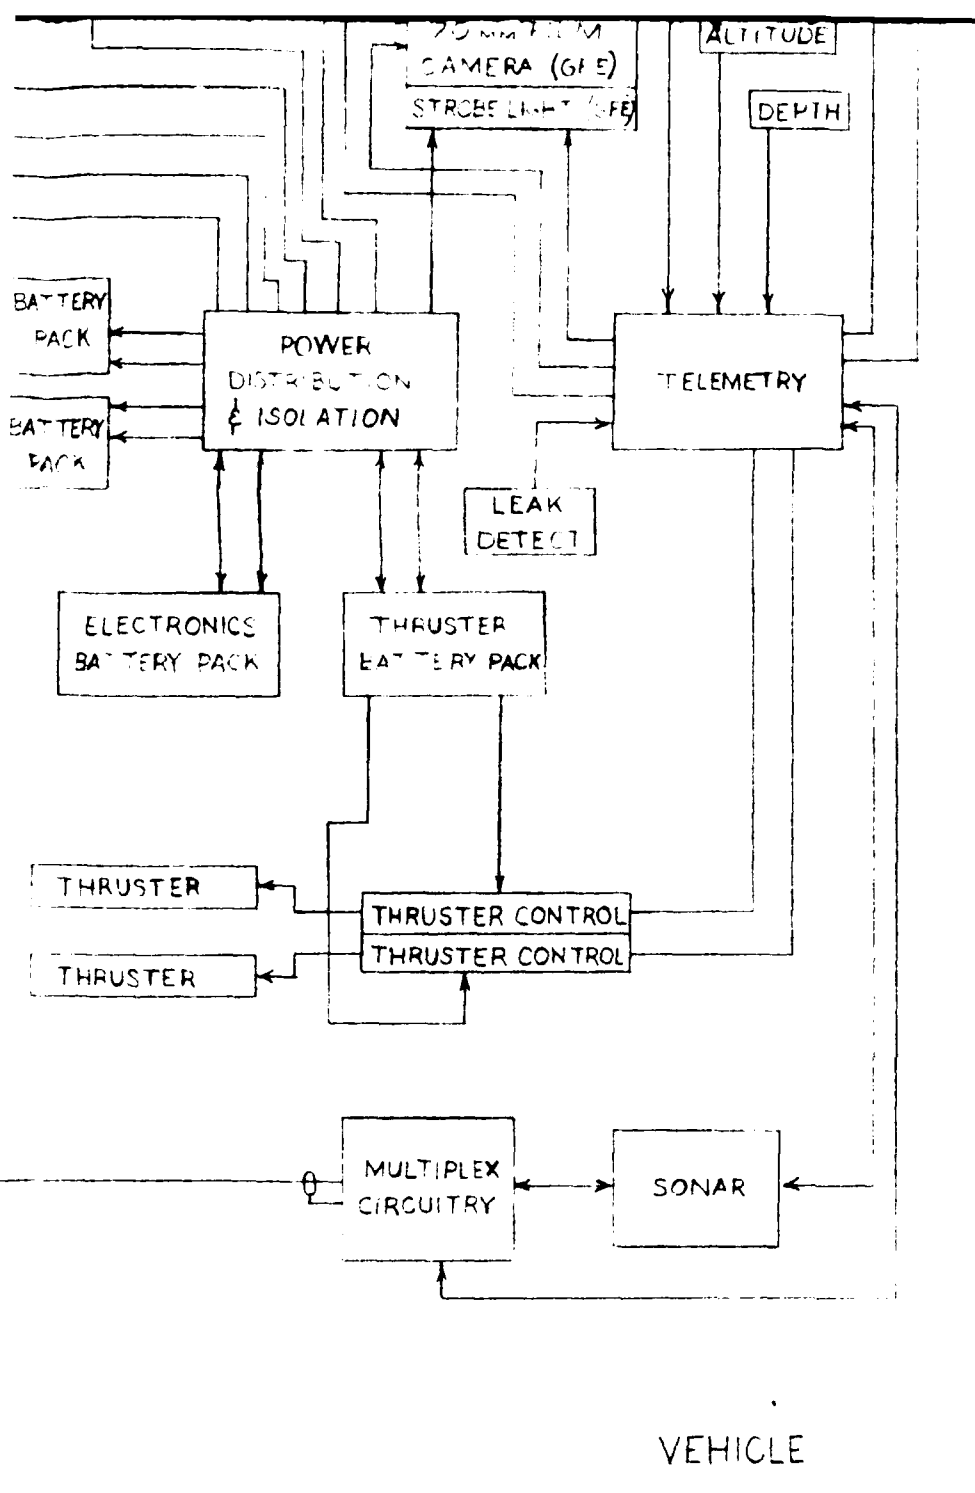 CAMERA (GFE)
STROBE LIGHT (GFE)
ALTITUDE
DEPTH
BATTERY
PACK
POWER
DISTRIBUTION
& ISOLATION
TELEMETRY
BATTERY
PACK
LEAK
DETECT
ELECTRONICS
BATTERY PACK
THRUSTER
BATTERY PACK
THRUSTER
THRUSTER CONTROL
THRUSTER CONTROL
THRUSTER
MULTIPLEX
CIRCUITRY
SONAR
VEHICLE